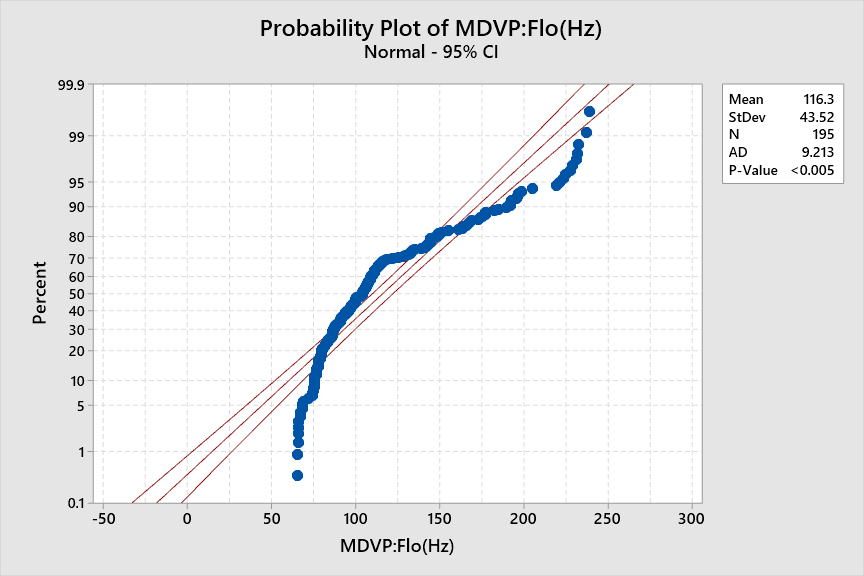 Probability Plot of MDVP:Flo(Hz)
Normal - 95% CI
Mean 116.3
StDev 43.52
N 195
AD 9.213
P-Value <0.005
Percent
99.9
99
95
90
80
70
60
50
40
30
20
10
5
1
0.1
-50 0 50 100 150 200 250 300
MDVP:Flo(Hz)